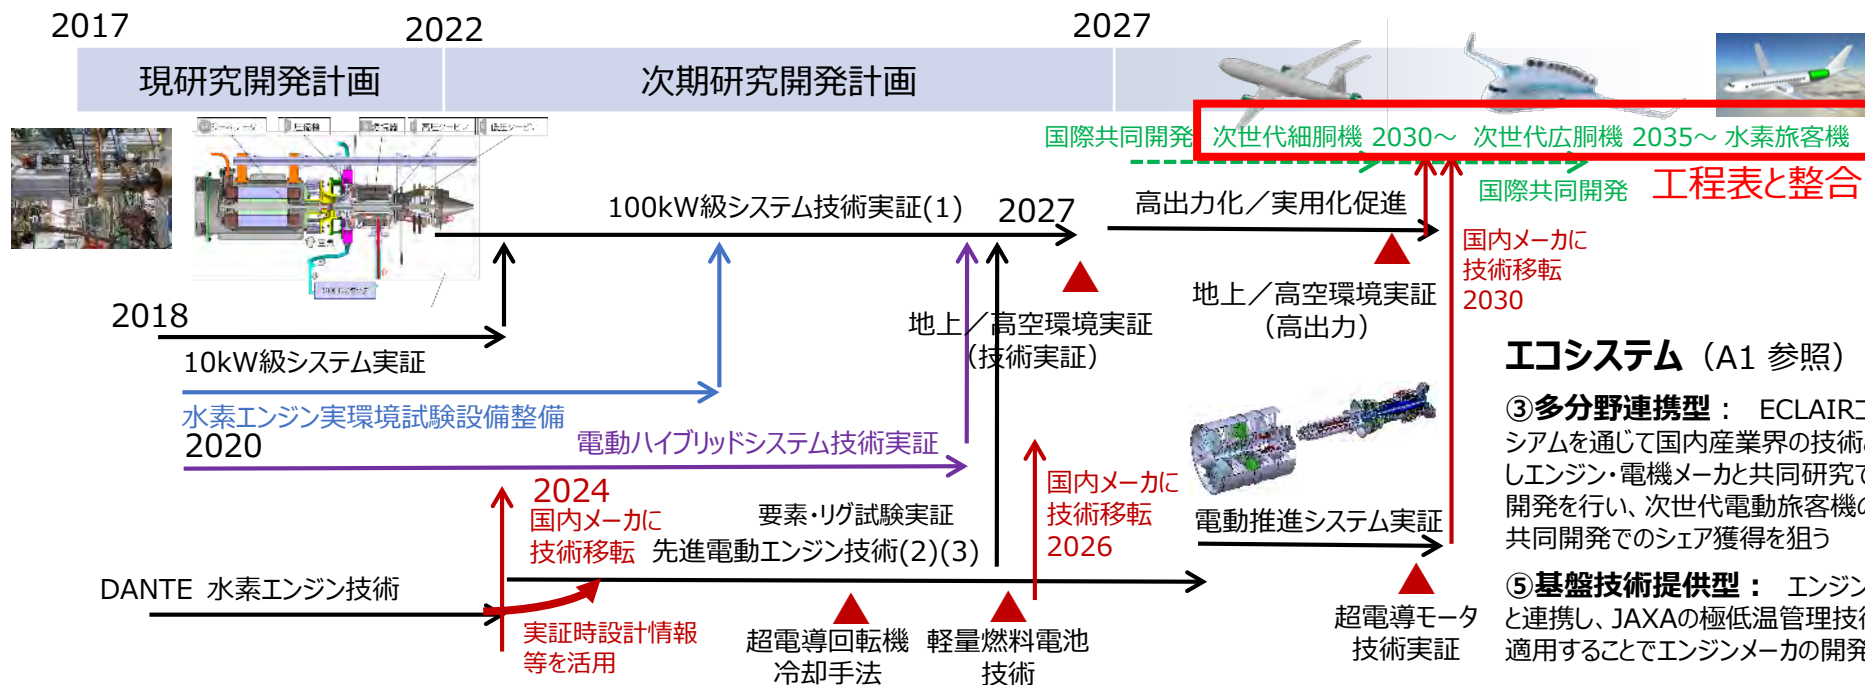 2017
2022
2027
現研究開発計画
次期研究開発計画
国際共同開発 次世代細胴機 2030～ 次世代広胴機 2035～ 水素旅客機
国際共同開発
工程表と整合
100kW級システム技術実証(1)
2027
高出力化／実用化促進
国内メーカに
技術移転
2030
地上／高空環境実証
（技術実証）
地上／高空環境実証
（高出力）
2018
10kW級システム実証
水素エンジン実環境試験設備整備
2020
電動ハイブリッドシステム技術実証
2024
国内メーカに
技術移転
要素・リグ試験実証
先進電動エンジン技術(2)(3)
国内メーカに
技術移転
2026
電動推進システム実証
DANTE 水素エンジン技術
実証時設計情報
等を活用
超電導回転機
冷却手法
軽量燃料電池
技術
超電導モータ
技術実証
エコシステム（A1 参照）
③多分野連携型： ECLAIRコ
シアムを通じて国内産業界の技術
しエンジン・電機メーカと共同研究で
開発を行い、次世代電動旅客機の
共同開発でのシェア獲得を狙う
⑤基盤技術提供型： エンジン
と連携し、JAXAの極低温管理技術
適用することでエンジンメーカの開発